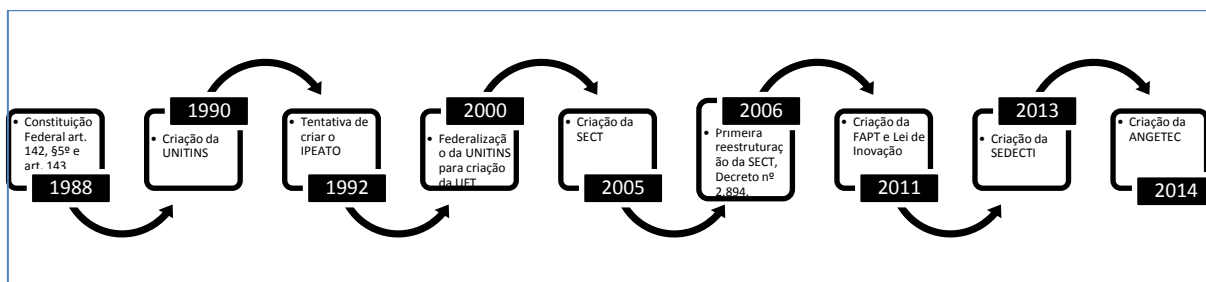 • Constituição
Federal art.
142, §5º e
art. 143
1988
1990
• Criação da
UNITINS
• Tentativa de
criar o
IPEATO
1992
2000
• Federalizaçã
o da UNITINS
para criação
da UFT
• Criação da
SECT
2005
2006
• Primeira
reestruturaç
ão da SECT,
Decreto nº
2.894.
• Criação da
FAPT e Lei de
Inovação
2011
2013
• Criação da
SEDECTI
• Criação da
ANGETEC
2014